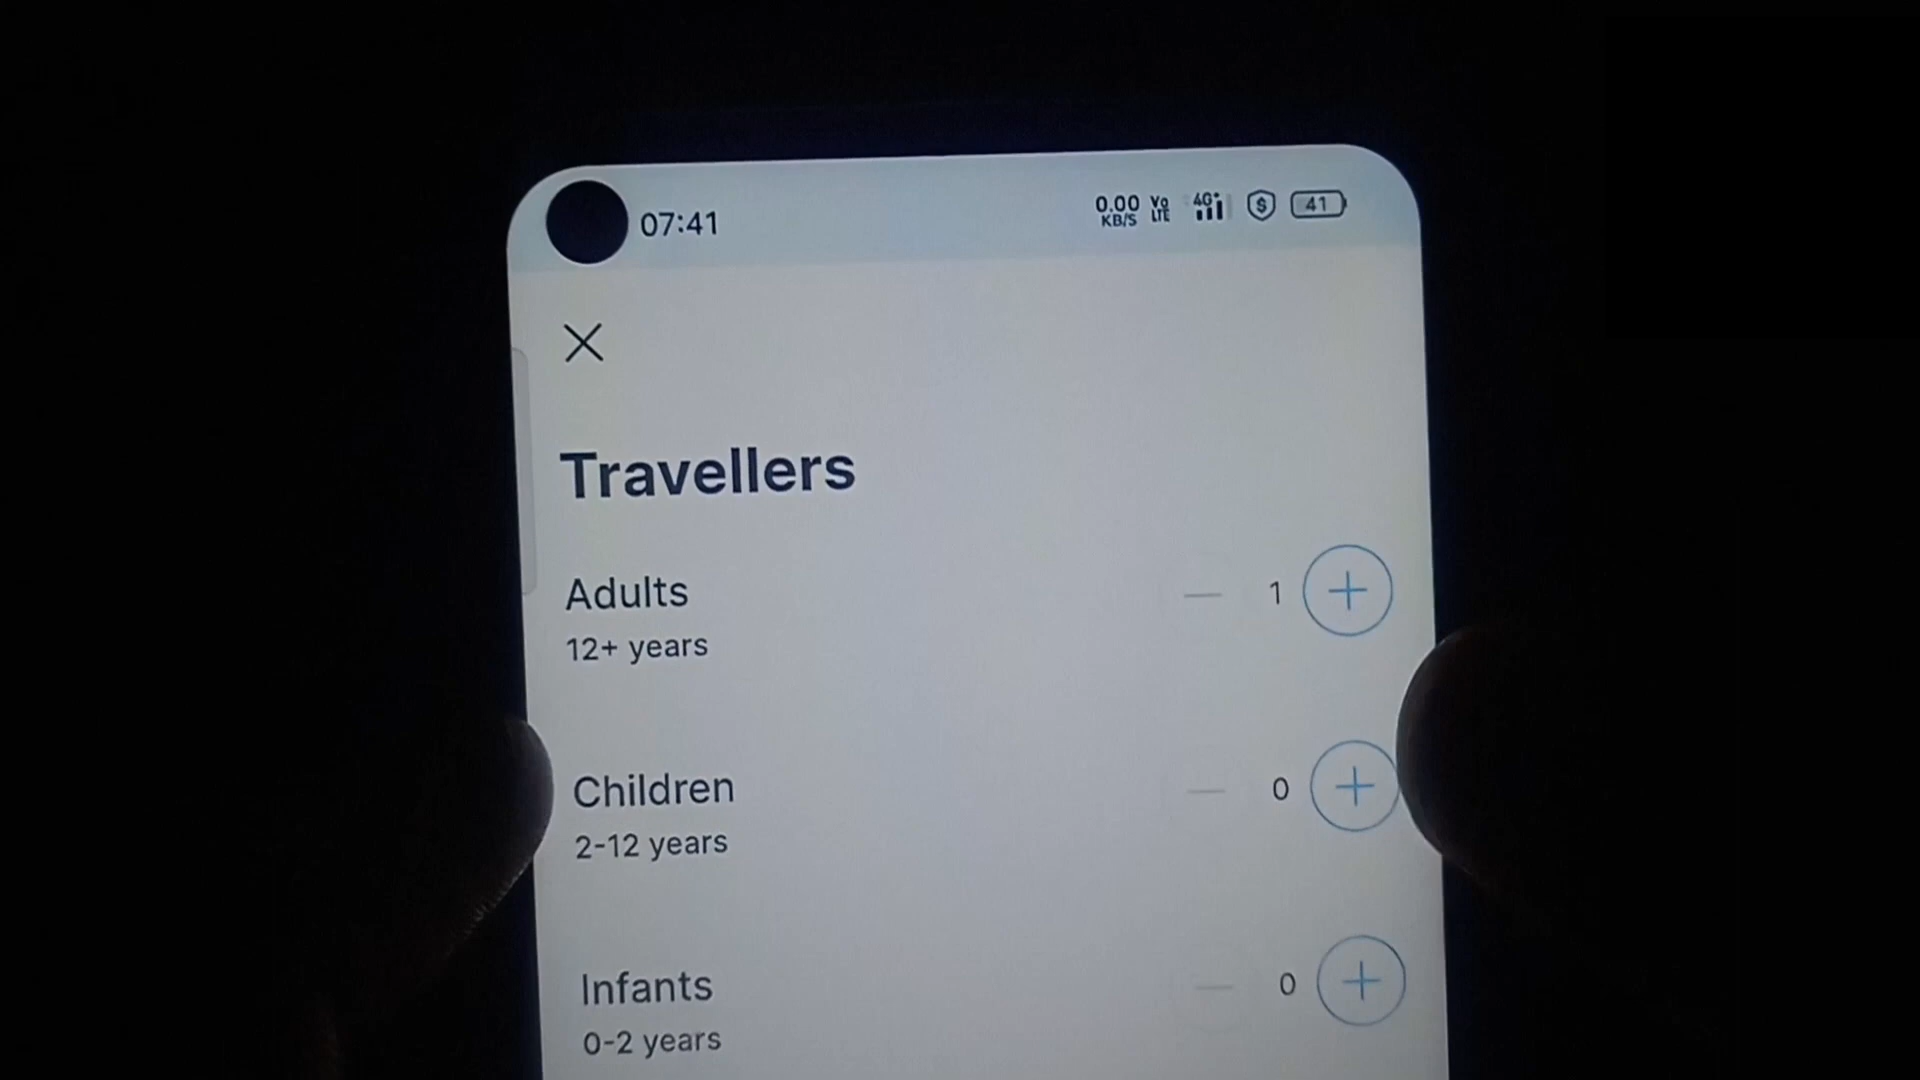 07:41 0.00 KB/S Vo LTE 4G+ 41
Travellers
Adults 1
12+ years
Children 0
2-12 years
Infants 0
0-2 years